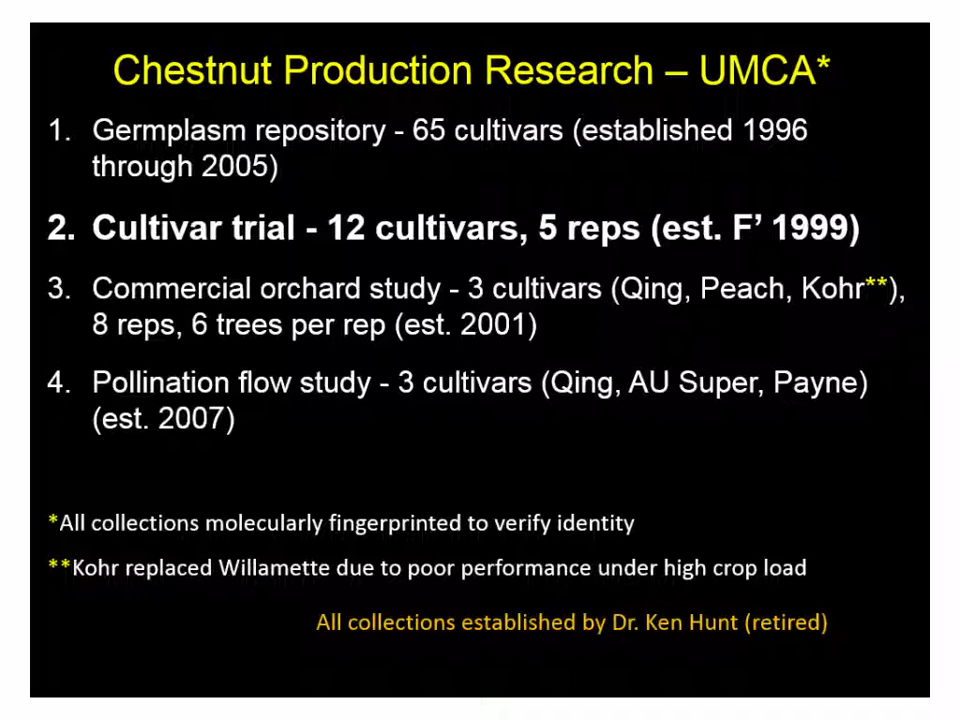 Chestnut Production Research – UMCA*
1. Germplasm repository - 65 cultivars (established 1996
through 2005)
2. Cultivar trial - 12 cultivars, 5 reps (est. F’ 1999)
3. Commercial orchard study - 3 cultivars (Qing, Peach, Kohr**),
8 reps, 6 trees per rep (est. 2001)
4. Pollination flow study - 3 cultivars (Qing, AU Super, Payne)
(est. 2007)
*All collections molecularly fingerprinted to verify identity
**Kohr replaced Willamette due to poor performance under high crop load
All collections established by Dr. Ken Hunt (retired)